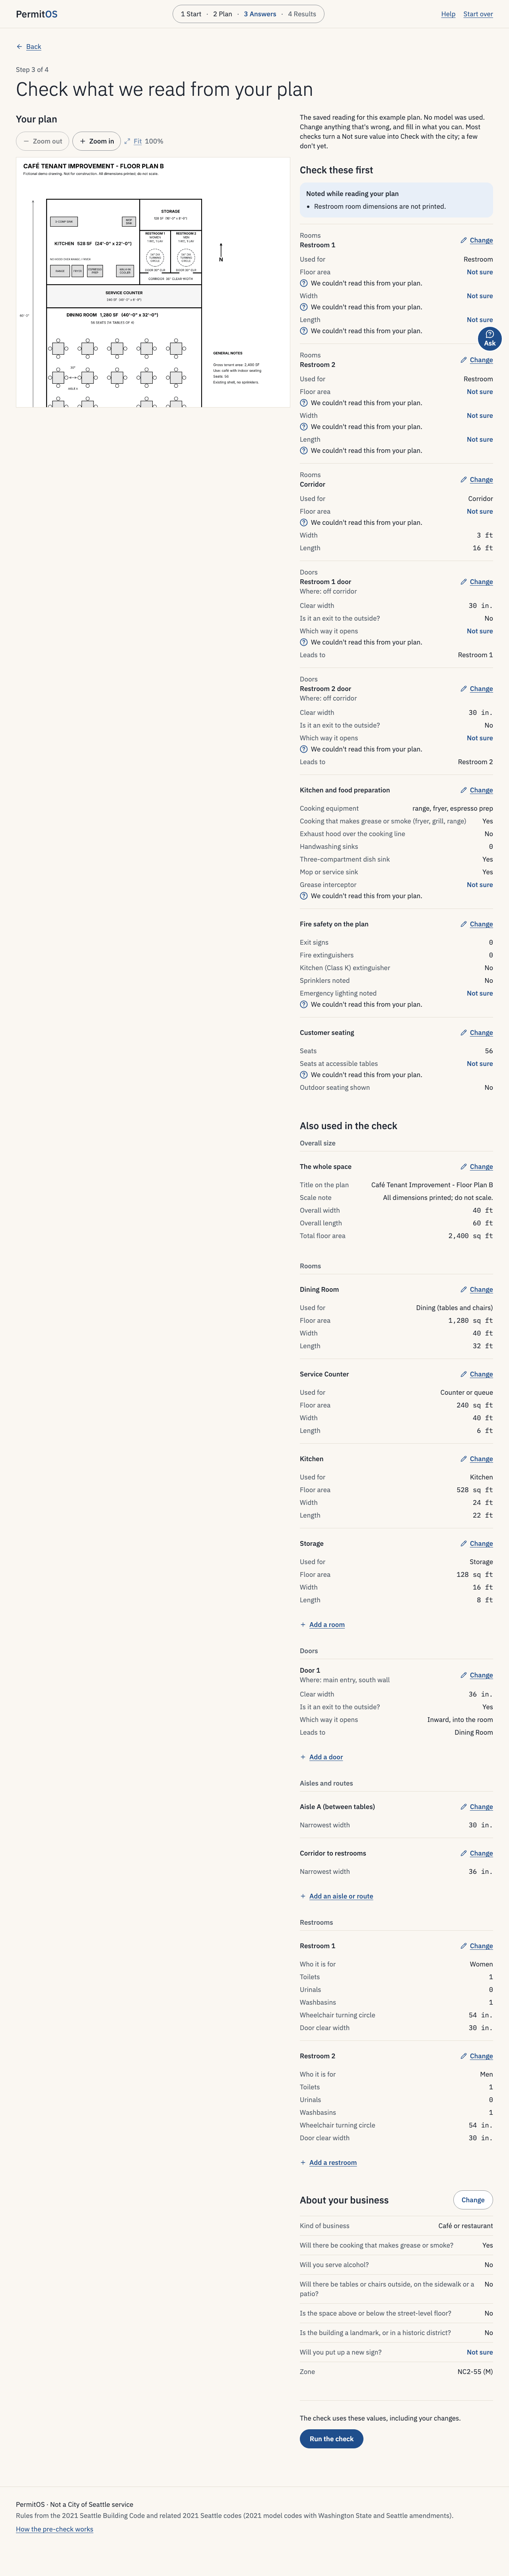 PermitOS
1 Start · 2 Plan · 3 Answers · 4 Results
Help
Start over
Back
Step 3 of 4
Check what we read from your plan
Your plan
Zoom out
Zoom in
Fit
100%
CAFÉ TENANT IMPROVEMENT - FLOOR PLAN B
Fictional demo drawing. Not for construction. All dimensions printed; do not scale.
STORAGE
KITCHEN 528 SF (24'-0" x 22'-0")
RESTROOM 1
WOMEN
RESTROOM 2
MEN
N
SERVICE COUNTER
DINING ROOM 1,280 SF (40'-0" x 32'-0")
GENERAL NOTES
Gross tenant area: 2,400 SF
Use: café with indoor seating
Seats: 56
Existing shell, no sprinklers
The saved reading for this example plan. No model was used.
Change anything that's wrong, and fill in what you can. Most
checks turn a Not sure value into Check with the city; a few
don't yet.
Check these first
Noted while reading your plan
Restroom room dimensions are not printed.
Rooms
Restroom 1
Change
Used for Restroom
Floor area Not sure
We couldn't read this from your plan.
Width Not sure
We couldn't read this from your plan.
Length Not sure
We couldn't read this from your plan.
Ask
Rooms
Restroom 2
Change
Used for Restroom
Floor area Not sure
We couldn't read this from your plan.
Width Not sure
We couldn't read this from your plan.
Length Not sure
We couldn't read this from your plan.
Rooms
Corridor
Change
Used for Corridor
Floor area Not sure
We couldn't read this from your plan.
Width 3 ft
Length 16 ft
Doors
Restroom 1 door
Where: off corridor
Change
Clear width 30 in.
Is it an exit to the outside? No
Which way it opens Not sure
We couldn't read this from your plan.
Leads to Restroom 1
Doors
Restroom 2 door
Where: off corridor
Change
Clear width 30 in.
Is it an exit to the outside? No
Which way it opens Not sure
We couldn't read this from your plan.
Leads to Restroom 2
Kitchen and food preparation Change
Cooking equipment range, fryer, espresso prep
Cooking that makes grease or smoke (fryer, grill, range) Yes
Exhaust hood over the cooking line No
Handwashing sinks 0
Three-compartment dish sink Yes
Mop or service sink Yes
Grease interceptor Not sure
We couldn't read this from your plan.
Fire safety on the plan Change
Exit signs 0
Fire extinguishers 0
Kitchen (Class K) extinguisher No
Sprinklers noted No
Emergency lighting noted Not sure
We couldn't read this from your plan.
Customer seating Change
Seats 56
Seats at accessible tables Not sure
We couldn't read this from your plan.
Outdoor seating shown No
Also used in the check
Overall size
The whole space Change
Title on the plan Café Tenant Improvement - Floor Plan B
Scale note All dimensions printed; do not scale.
Overall width 40 ft
Overall length 60 ft
Total floor area 2,400 sq ft
Rooms
Dining Room Change
Used for Dining (tables and chairs)
Floor area 1,280 sq ft
Width 40 ft
Length 32 ft
Service Counter Change
Used for Counter or queue
Floor area 240 sq ft
Width 40 ft
Length 6 ft
Kitchen Change
Used for Kitchen
Floor area 528 sq ft
Width 24 ft
Length 22 ft
Storage Change
Used for Storage
Floor area 128 sq ft
Width 16 ft
Length 8 ft
Add a room
Doors
Door 1
Where: main entry, south wall
Change
Clear width 36 in.
Is it an exit to the outside? Yes
Which way it opens Inward, into the room
Leads to Dining Room
Add a door
Aisles and routes
Aisle A (between tables) Change
Narrowest width 30 in.
Corridor to restrooms Change
Narrowest width 36 in.
Add an aisle or route
Restrooms
Restroom 1 Change
Who it is for Women
Toilets 1
Urinals 0
Washbasins 1
Wheelchair turning circle 54 in.
Door clear width 30 in.
Restroom 2 Change
Who it is for Men
Toilets 1
Urinals 0
Washbasins 1
Wheelchair turning circle 54 in.
Door clear width 30 in.
Add a restroom
About your business Change
Kind of business Café or restaurant
Will there be cooking that makes grease or smoke? Yes
Will you serve alcohol? No
Will there be tables or chairs outside, on the sidewalk or a No
patio?
Is the space above or below the street-level floor? No
Is the building a landmark, or in a historic district? No
Will you put up a new sign? Not sure
Zone NC2-55 (M)
The check uses these values, including your changes.
Run the check
PermitOS · Not a City of Seattle service
Rules from the 2021 Seattle Building Code and related 2021 Seattle codes (2021 model codes with Washington State and Seattle amendments).
How the pre-check works